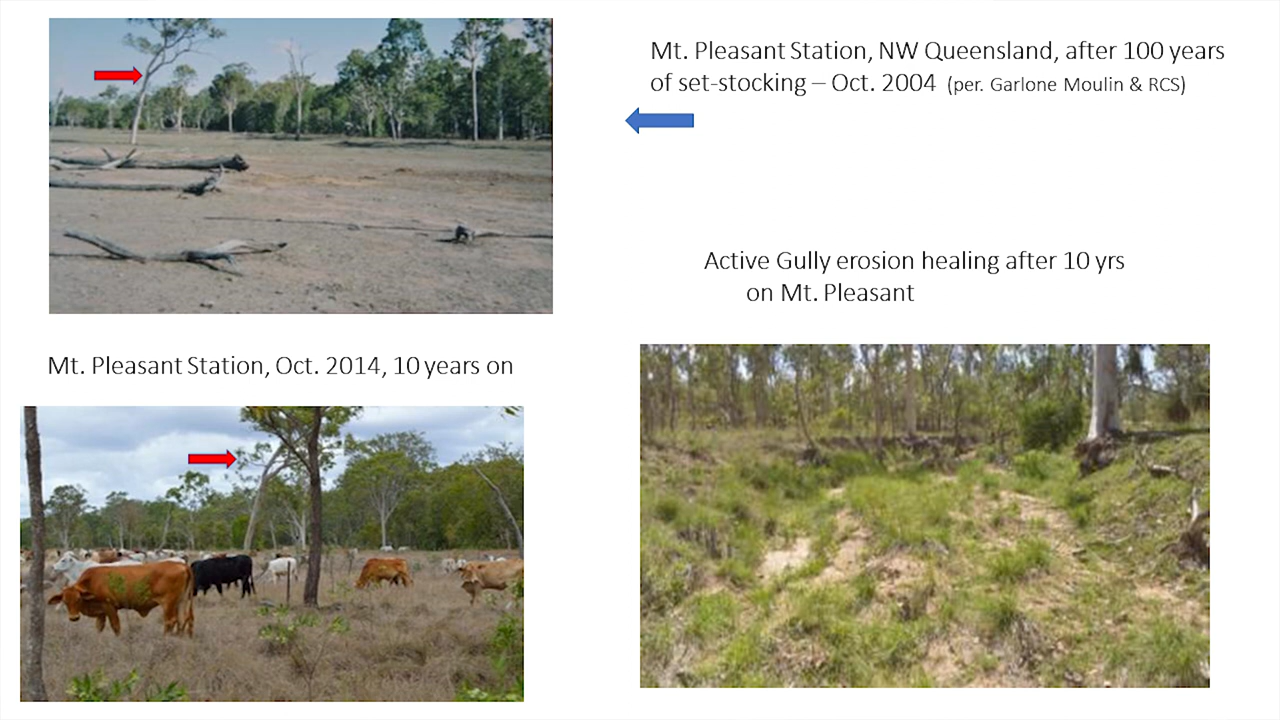 Mt. Pleasant Station, NW Queensland, after 100 years
of set-stocking – Oct. 2004 (per. Garlone Moulin & RCS)
Active Gully erosion healing after 10 yrs
on Mt. Pleasant
Mt. Pleasant Station, Oct. 2014, 10 years on